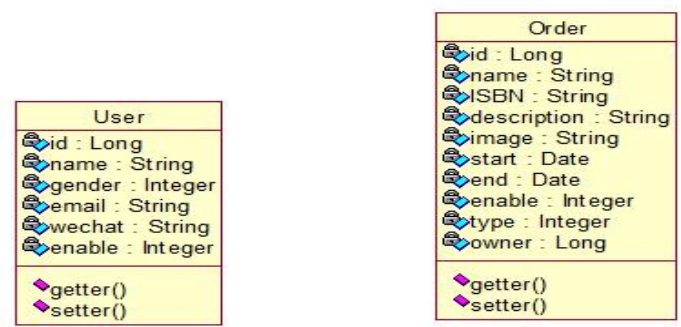 User
id : Long
name : String
gender : Integer
email : String
wechat : String
enable : Integer
getter()
setter()
Order
id : Long
name : String
ISBN : String
description : String
image : String
start : Date
end : Date
enable : Integer
type : Integer
owner : Long
getter()
setter()